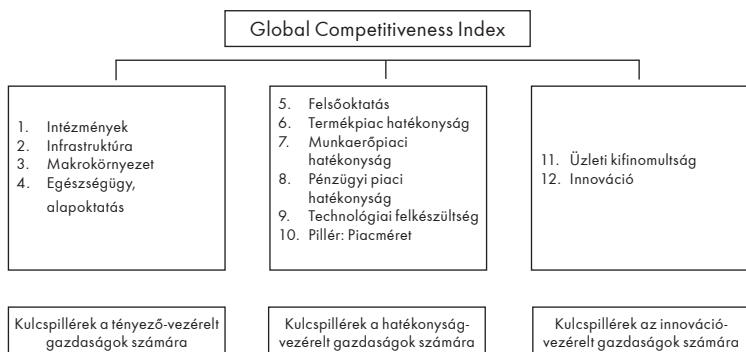 Global Competitiveness Index
1. Intézmények
2. Infrastruktúra
3. Makrokörnyezet
4. Egészségügy,
alapoktatás
5. Felsőoktatás
6. Termékpiac hatékonyság
7. Munkaerőpiaci
hatékonyság
8. Pénzügyi piaci
hatékonyság
9. Technológiai felkészültség
10. Pillér: Piacméret
11. Üzleti kifinomultság
12. Innováció
Kulcspillérek a tényező-vezérelt
gazdaságok számára
Kulcspillérek a hatékonyság-
vezérelt gazdaságok számára
Kulcspillérek az innováció-
vezérelt gazdaságok számára